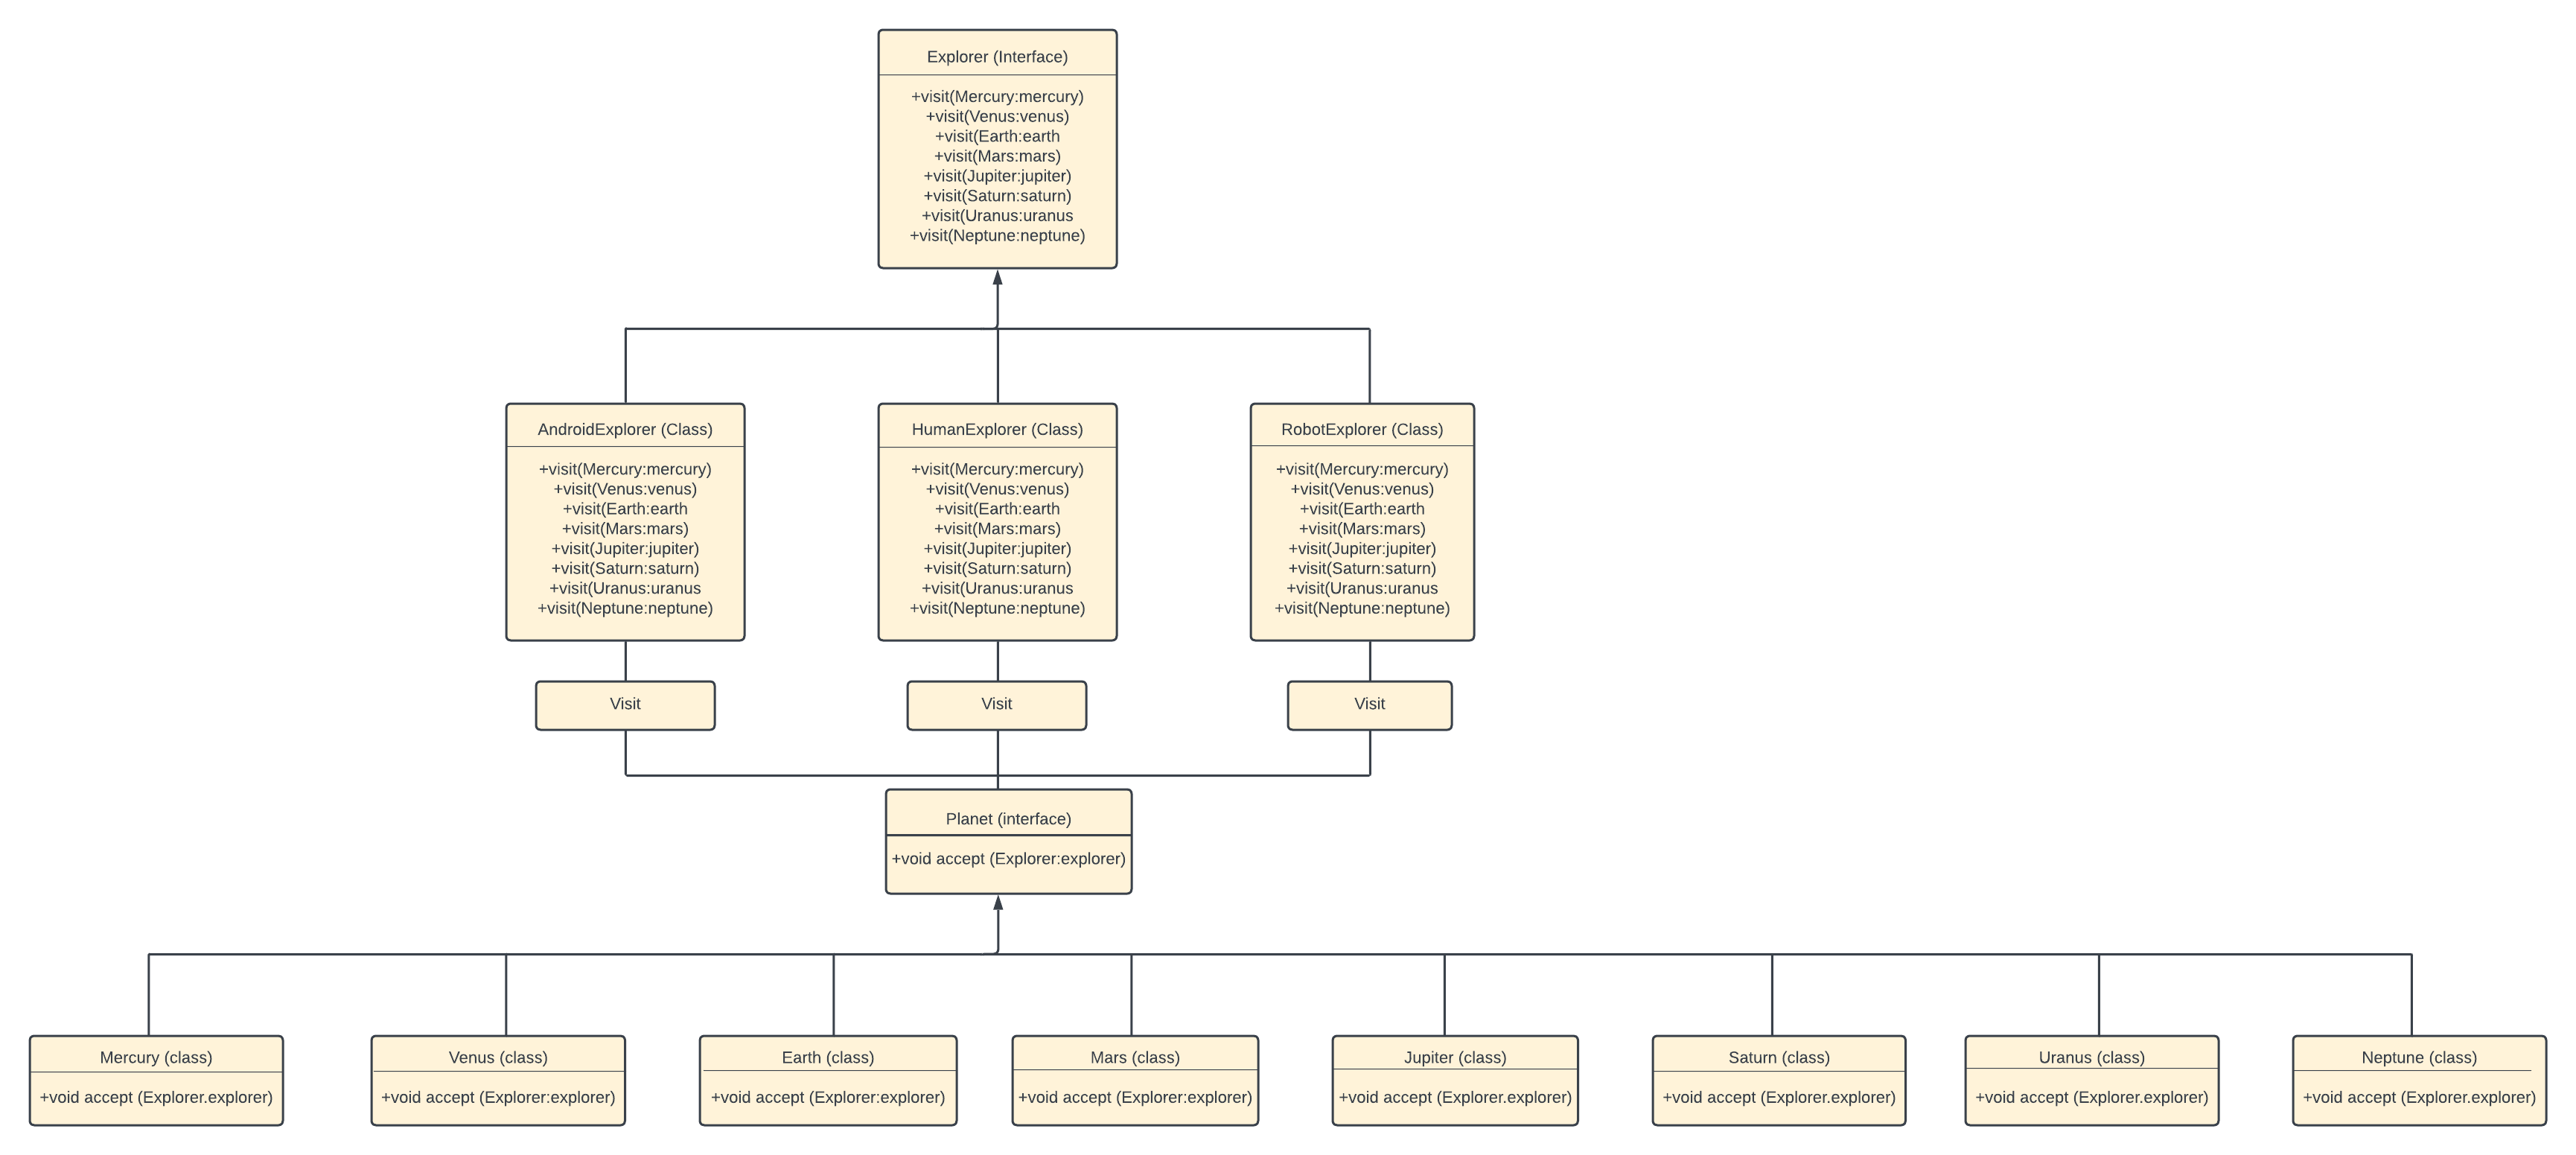 Explorer (Interface)
+visit(Mercury:mercury)
+visit(Venus:venus)
+visit(Earth:earth
+visit(Mars:mars)
+visit(Jupiter:jupiter)
+visit(Saturn:saturn)
+visit(Uranus:uranus
+visit(Neptune:neptune)
AndroidExplorer (Class)
+visit(Mercury:mercury)
+visit(Venus:venus)
+visit(Earth:earth
+visit(Mars:mars)
+visit(Jupiter:jupiter)
+visit(Saturn:saturn)
+visit(Uranus:uranus
+visit(Neptune:neptune)
HumanExplorer (Class)
+visit(Mercury:mercury)
+visit(Venus:venus)
+visit(Earth:earth
+visit(Mars:mars)
+visit(Jupiter:jupiter)
+visit(Saturn:saturn)
+visit(Uranus:uranus
+visit(Neptune:neptune)
RobotExplorer (Class)
+visit(Mercury:mercury)
+visit(Venus:venus)
+visit(Earth:earth
+visit(Mars:mars)
+visit(Jupiter:jupiter)
+visit(Saturn:saturn)
+visit(Uranus:uranus
+visit(Neptune:neptune)
Visit
Visit
Visit
Planet (interface)
+void accept (Explorer:explorer)
Mercury (class)
+void accept (Explorer.explorer)
Venus (class)
+void accept (Explorer:explorer)
Earth (class)
+void accept (Explorer:explorer)
Mars (class)
+void accept (Explorer:explorer)
Jupiter (class)
+void accept (Explorer.explorer)
Saturn (class)
+void accept (Explorer.explorer)
Uranus (class)
+void accept (Explorer.explorer)
Neptune (class)
+void accept (Explorer.explorer)